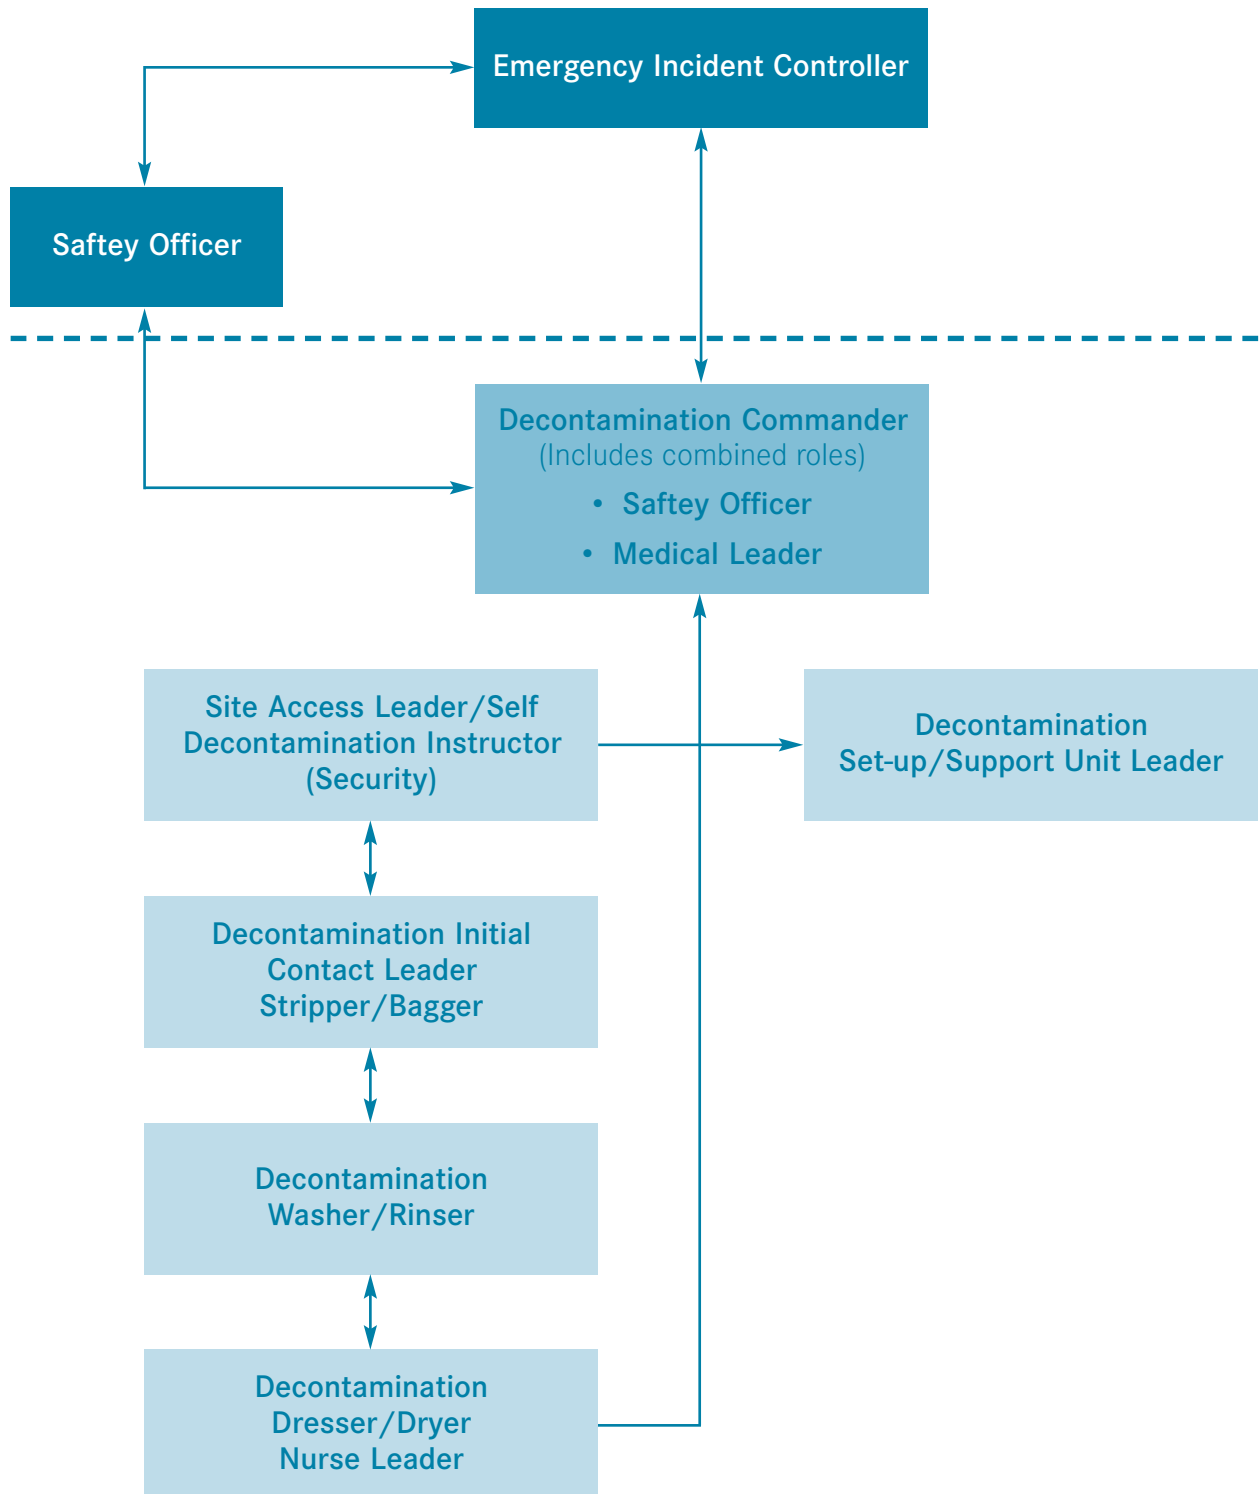 Emergency Incident Controller
Saftey Officer
Decontamination Commander
(Includes combined roles)
• Saftey Officer
• Medical Leader
Site Access Leader/Self
Decontamination Instructor
(Security)
Decontamination
Set-up/Support Unit Leader
Decontamination Initial
Contact Leader
Stripper/Bagger
Decontamination
Washer/Rinser
Decontamination
Dresser/Dryer
Nurse Leader